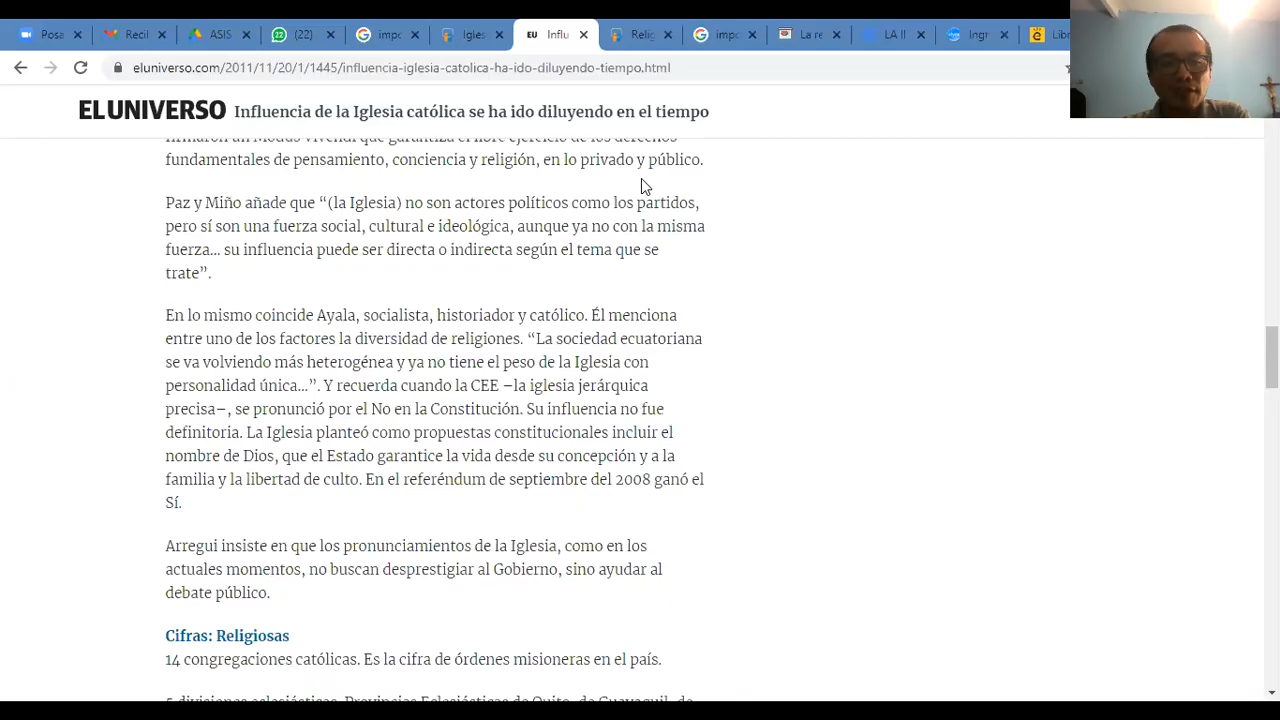 Posa
Recil
ASIS
(22)
impc
Igles
EU Influ
Relig
impc
La re
LA II
Ingr
Libr
eluniverso.com/2011/11/20/1/1445/influencia-iglesia-catolica-ha-ido-diluyendo-tiempo.html
EL UNIVERSO Influencia de la Iglesia católica se ha ido diluyendo en el tiempo
firmaron un Modus Vivendi que garantiza el libre ejercicio de los derechos
fundamentales de pensamiento, conciencia y religión, en lo privado y público.
Paz y Miño añade que “(la Iglesia) no son actores políticos como los partidos,
pero sí son una fuerza social, cultural e ideológica, aunque ya no con la misma
fuerza... su influencia puede ser directa o indirecta según el tema que se
trate”.
En lo mismo coincide Ayala, socialista, historiador y católico. Él menciona
entre uno de los factores la diversidad de religiones. “La sociedad ecuatoriana
se va volviendo más heterogénea y ya no tiene el peso de la Iglesia con
personalidad única...”. Y recuerda cuando la CEE –la iglesia jerárquica
precisa–, se pronunció por el No en la Constitución. Su influencia no fue
definitoria. La Iglesia planteó como propuestas constitucionales incluir el
nombre de Dios, que el Estado garantice la vida desde su concepción y a la
familia y la libertad de culto. En el referéndum de septiembre del 2008 ganó el
Sí.
Arregui insiste en que los pronunciamientos de la Iglesia, como en los
actuales momentos, no buscan desprestigiar al Gobierno, sino ayudar al
debate público.
Cifras: Religiosas
14 congregaciones católicas. Es la cifra de órdenes misioneras en el país.
5 divisiones eclesiásticas. Provincias Eclesiásticas de Quito, de Guayaquil, de